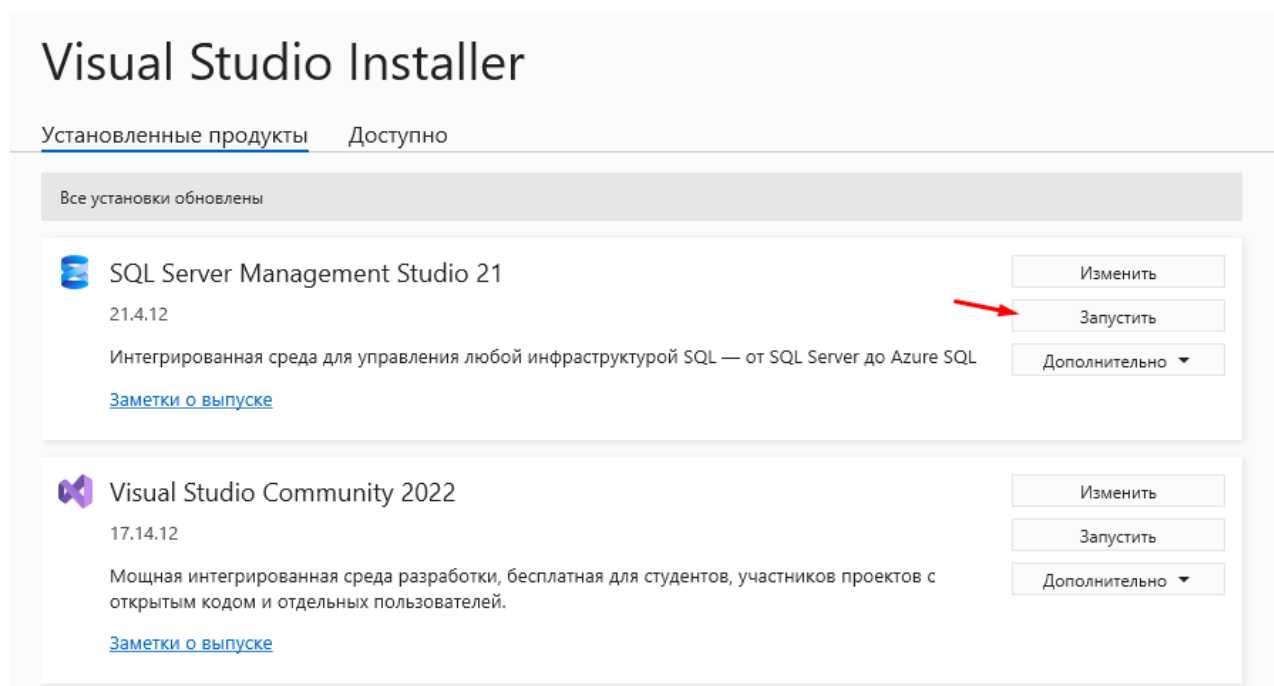 Visual Studio Installer
Установленные продукты Доступно
Все установки обновлены
SQL Server Management Studio 21
Изменить
21.4.12
Запустить
Интегрированная среда для управления любой инфраструктурой SQL — от SQL Server до Azure SQL
Дополнительно
Заметки о выпуске
Visual Studio Community 2022
Изменить
17.14.12
Запустить
Мощная интегрированная среда разработки, бесплатная для студентов, участников проектов с
открытым кодом и отдельных пользователей.
Дополнительно
Заметки о выпуске